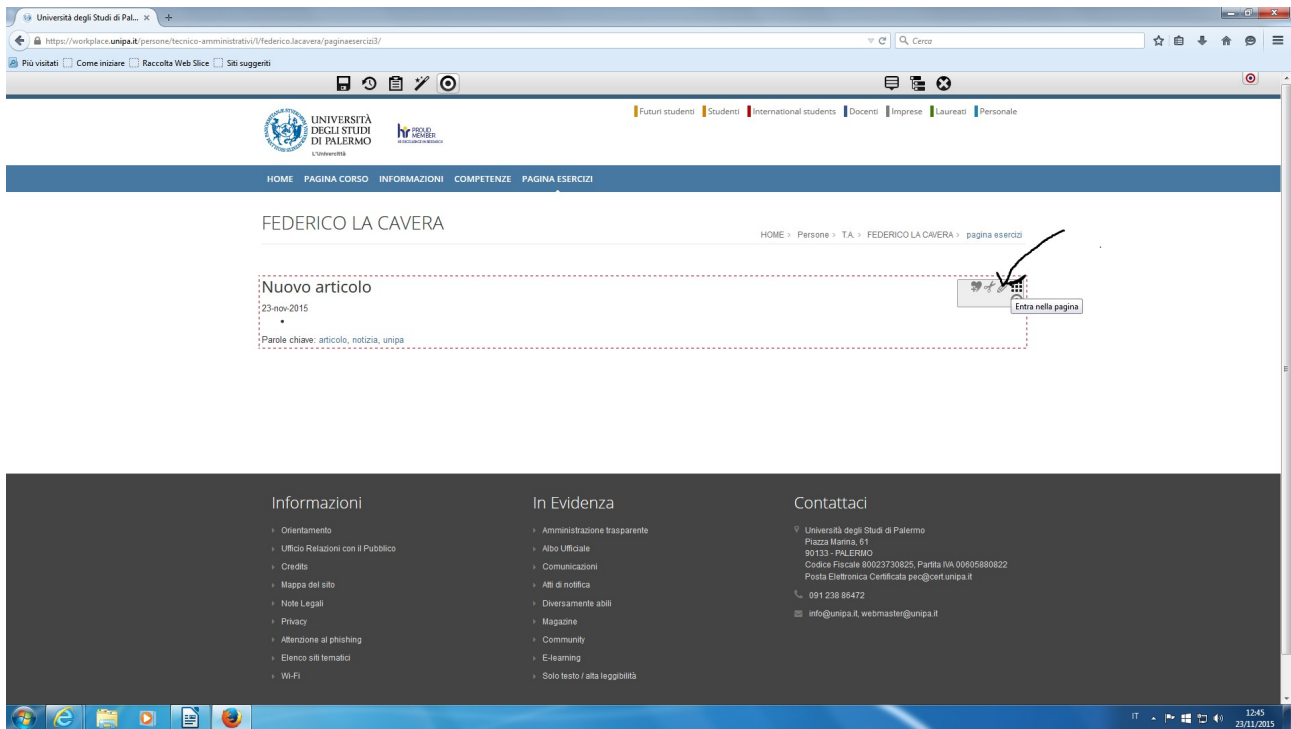 Università degli Studi di Pal...
https://workplace.unipa.it/persone/tecnico-amministrativi/l/federico.lacavera/paginaesercizi3/
Cerca
Più visitati Come iniziare Raccolta Web Slice Siti suggeriti
Futuri studenti Studenti International students Docenti Imprese Laureati Personale
UNIVERSITÀ
DEGLI STUDI
DI PALERMO
L'Univercittà
hr PROUD
MEMBER
HOME PAGINA CORSO INFORMAZIONI COMPETENZE PAGINA ESERCIZI
FEDERICO LA CAVERA
HOME > Persone > T.A. > FEDERICO LA CAVERA > pagina esercizi
Nuovo articolo
23-nov-2015
Parole chiave: articolo, notizia, unipa
Entra nella pagina
Informazioni
Orientamento
Ufficio Relazioni con il Pubblico
Credits
Mappa del sito
Note Legali
Privacy
Attenzione al phishing
Elenco siti tematici
Wi-Fi
In Evidenza
Amministrazione trasparente
Albo Ufficiale
Comunicazioni
Atti di notifica
Diversamente abili
Magazine
Community
E-learning
Solo testo / alta leggibilità
Contattaci
Università degli Studi di Palermo
Piazza Marina, 61
90133 - PALERMO
Codice Fiscale 80023730825, Partita IVA 00605880822
Posta Elettronica Certificata pec@cert.unipa.it
091 238 86472
info@unipa.it, webmaster@unipa.it
IT
12:45
23/11/2015